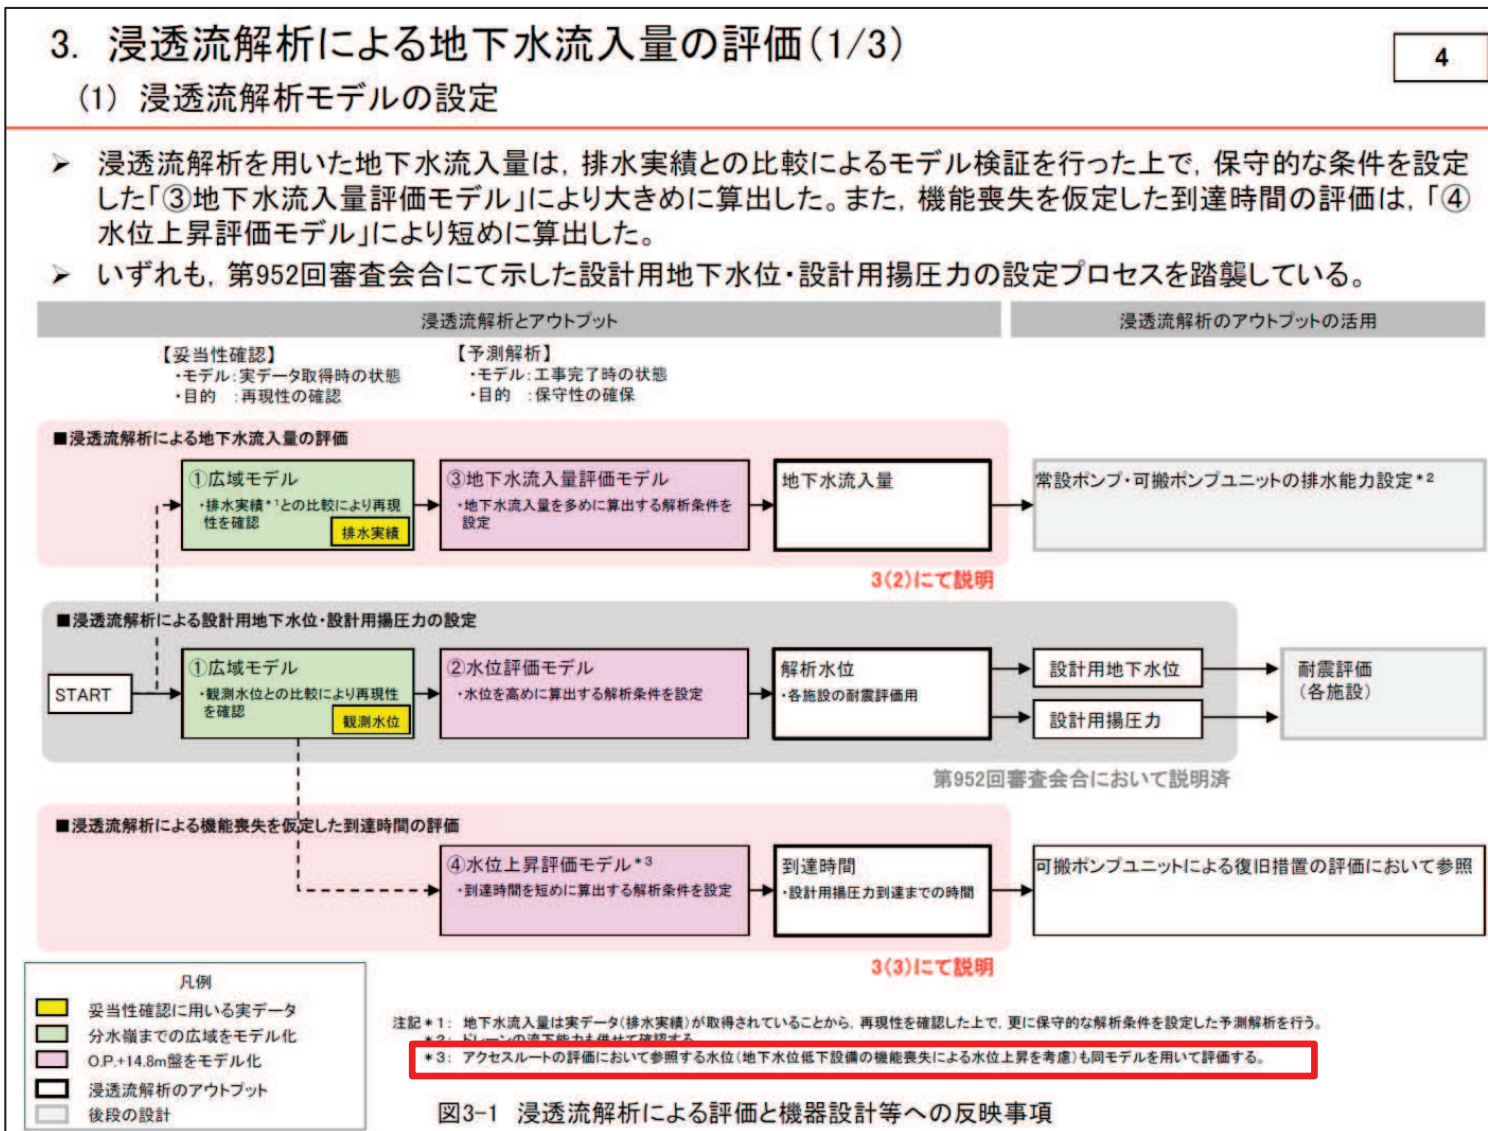 3. 浸透流解析による地下水流入量の評価(1/3)
4
(1) 浸透流解析モデルの設定
➢ 浸透流解析を用いた地下水流入量は, 排水実績との比較によるモデル検証を行った上で, 保守的な条件を設定
した「③地下水流入量評価モデル」により大きめに算出した。また, 機能喪失を仮定した到達時間の評価は, 「④
水位上昇評価モデル」により短めに算出した。
➢ いずれも, 第952回審査会合にて示した設計用地下水位・設計用揚圧力の設定プロセスを踏襲している。
浸透流解析とアウトプット
浸透流解析のアウトプットの活用
【妥当性確認】
・モデル:実データ取得時の状態
・目的 :再現性の確認
【予測解析】
・モデル:工事完了時の状態
・目的 :保守性の確保
■浸透流解析による地下水流入量の評価
①広域モデル
・排水実績*1との比較により再現
性を確認
排水実績
③地下水流入量評価モデル
・地下水流入量を多めに算出する解析条件を
設定
地下水流入量
常設ポンプ・可搬ポンプユニットの排水能力設定*2
3(2)にて説明
■浸透流解析による設計用地下水位・設計用揚圧力の設定
START
①広域モデル
・観測水位との比較により再現性
を確認
観測水位
②水位評価モデル
・水位を高めに算出する解析条件を設定
解析水位
・各施設の耐震評価用
設計用地下水位
設計用揚圧力
耐震評価
(各施設)
第952回審査会合において説明済
■浸透流解析による機能喪失を仮定した到達時間の評価
④水位上昇評価モデル*3
・到達時間を短めに算出する解析条件を設定
到達時間
・設計用揚圧力到達までの時間
可搬ポンプユニットによる復旧措置の評価において参照
3(3)にて説明
凡例
妥当性確認に用いる実データ
分水嶺までの広域をモデル化
O.P.+14.8m盤をモデル化
浸透流解析のアウトプット
後段の設計
注記*1: 地下水流入量は実データ(排水実績)が取得されていることから, 再現性を確認した上で, 更に保守的な解析条件を設定した予測解析を行う。
*2: ドレーンの流下能力も併せて確認する
*3: アクセスルートの評価において参照する水位(地下水位低下設備の機能喪失による水位上昇を考慮)も同モデルを用いて評価する。
図3-1 浸透流解析による評価と機器設計等への反映事項